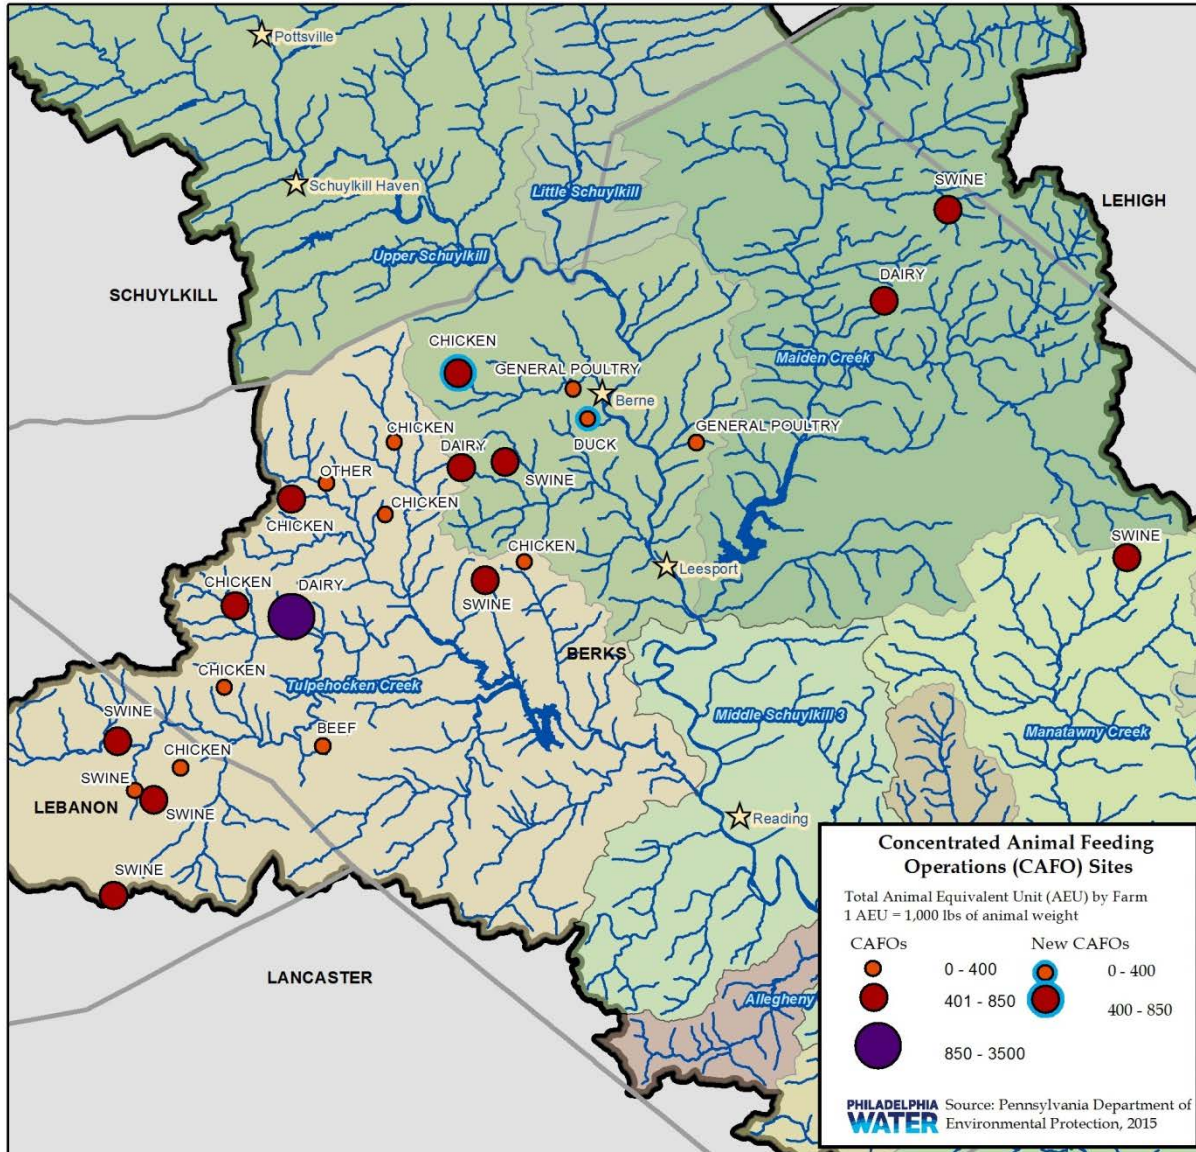 Pottsville
Schuylkill Haven
Little Schuylkill
SWINE
LEHIGH
Upper Schuylkill
DAIRY
SCHUYLKILL
CHICKEN
GENERAL POULTRY
Maiden Creek
Berne
CHICKEN
DUCK
GENERAL POULTRY
DAIRY
SWINE
OTHER
CHICKEN
CHICKEN
CHICKEN
SWINE
Leesport
CHICKEN
DAIRY
SWINE
BERKS
CHICKEN
Tulpehocken Creek
Middle Schuylkill 3
Manatawny Creek
SWINE
BEEF
CHICKEN
SWINE
LEBANON
SWINE
Reading
SWINE
LANCASTER
Allegheny
Concentrated Animal Feeding
Operations (CAFO) Sites
Total Animal Equivalent Unit (AEU) by Farm
1 AEU = 1,000 lbs of animal weight
CAFOs
New CAFOs
0 - 400
0 - 400
401 - 850
400 - 850
850 - 3500
PHILADELPHIA
WATER
Source: Pennsylvania Department of
Environmental Protection, 2015